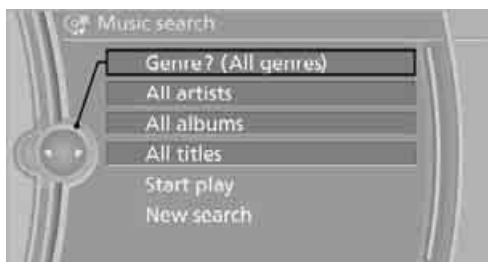 Music search
Genre? (All genres)
All artists
All albums
All titles
Start play
New search